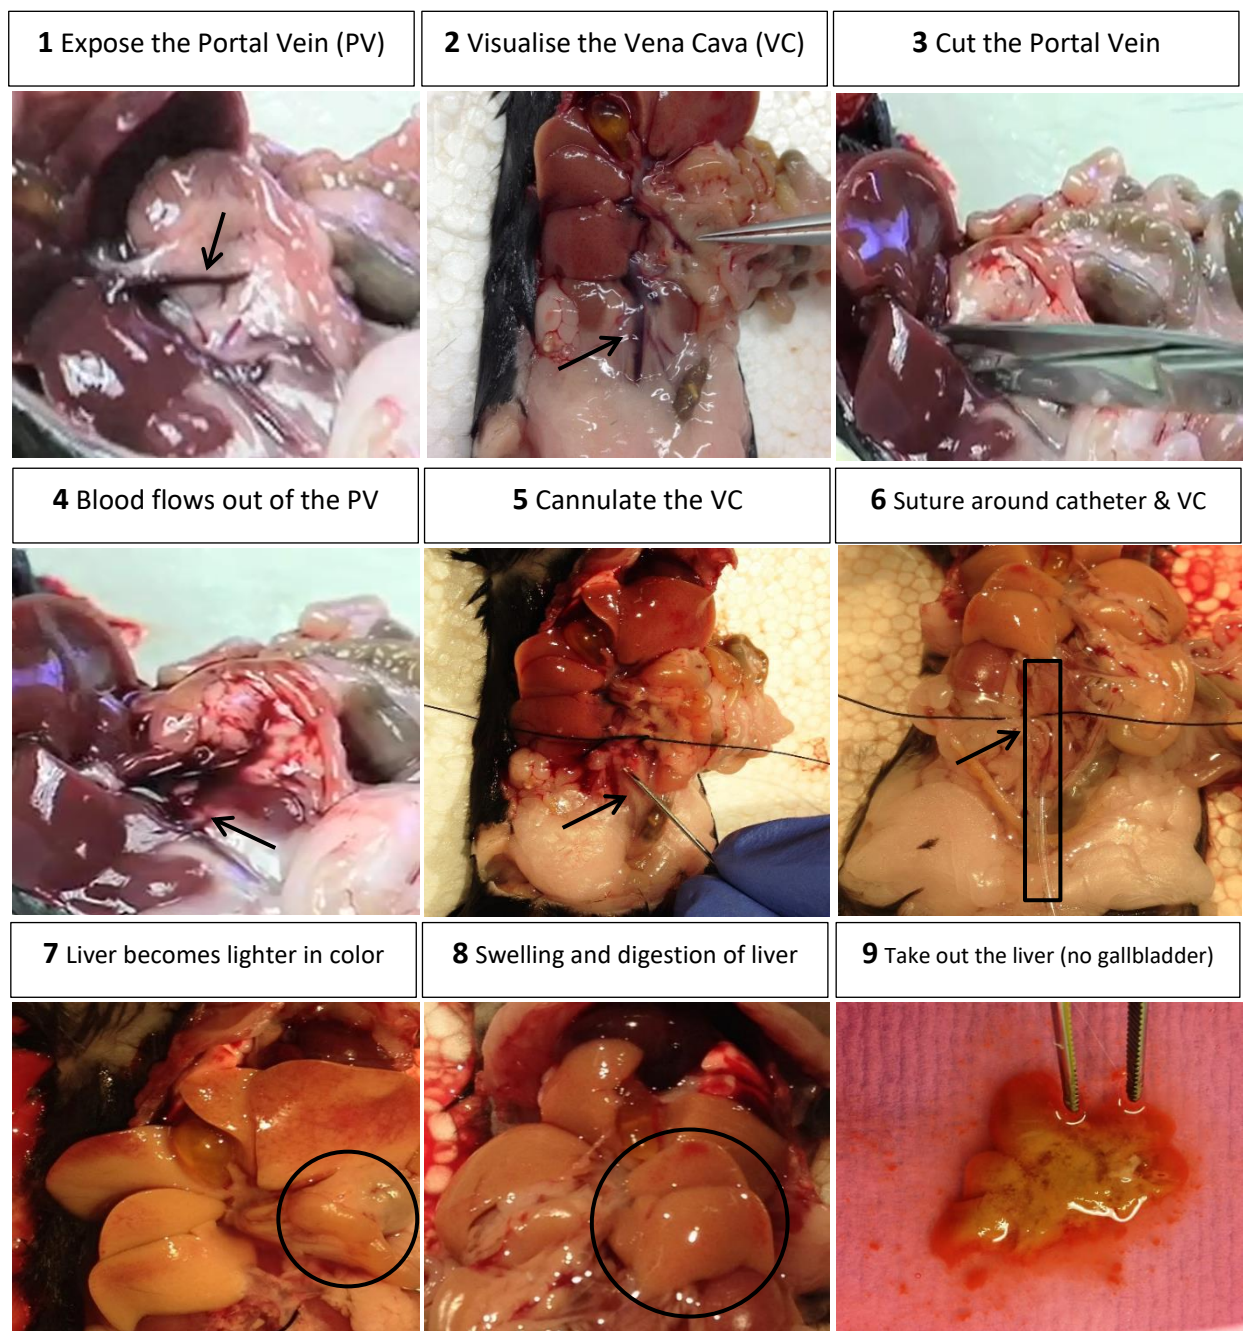 1 Expose the Portal Vein (PV)
2 Visualise the Vena Cava (VC)
3 Cut the Portal Vein
4 Blood flows out of the PV
5 Cannulate the VC
6 Suture around catheter & VC
7 Liver becomes lighter in color
8 Swelling and digestion of liver
9 Take out the liver (no gallbladder)